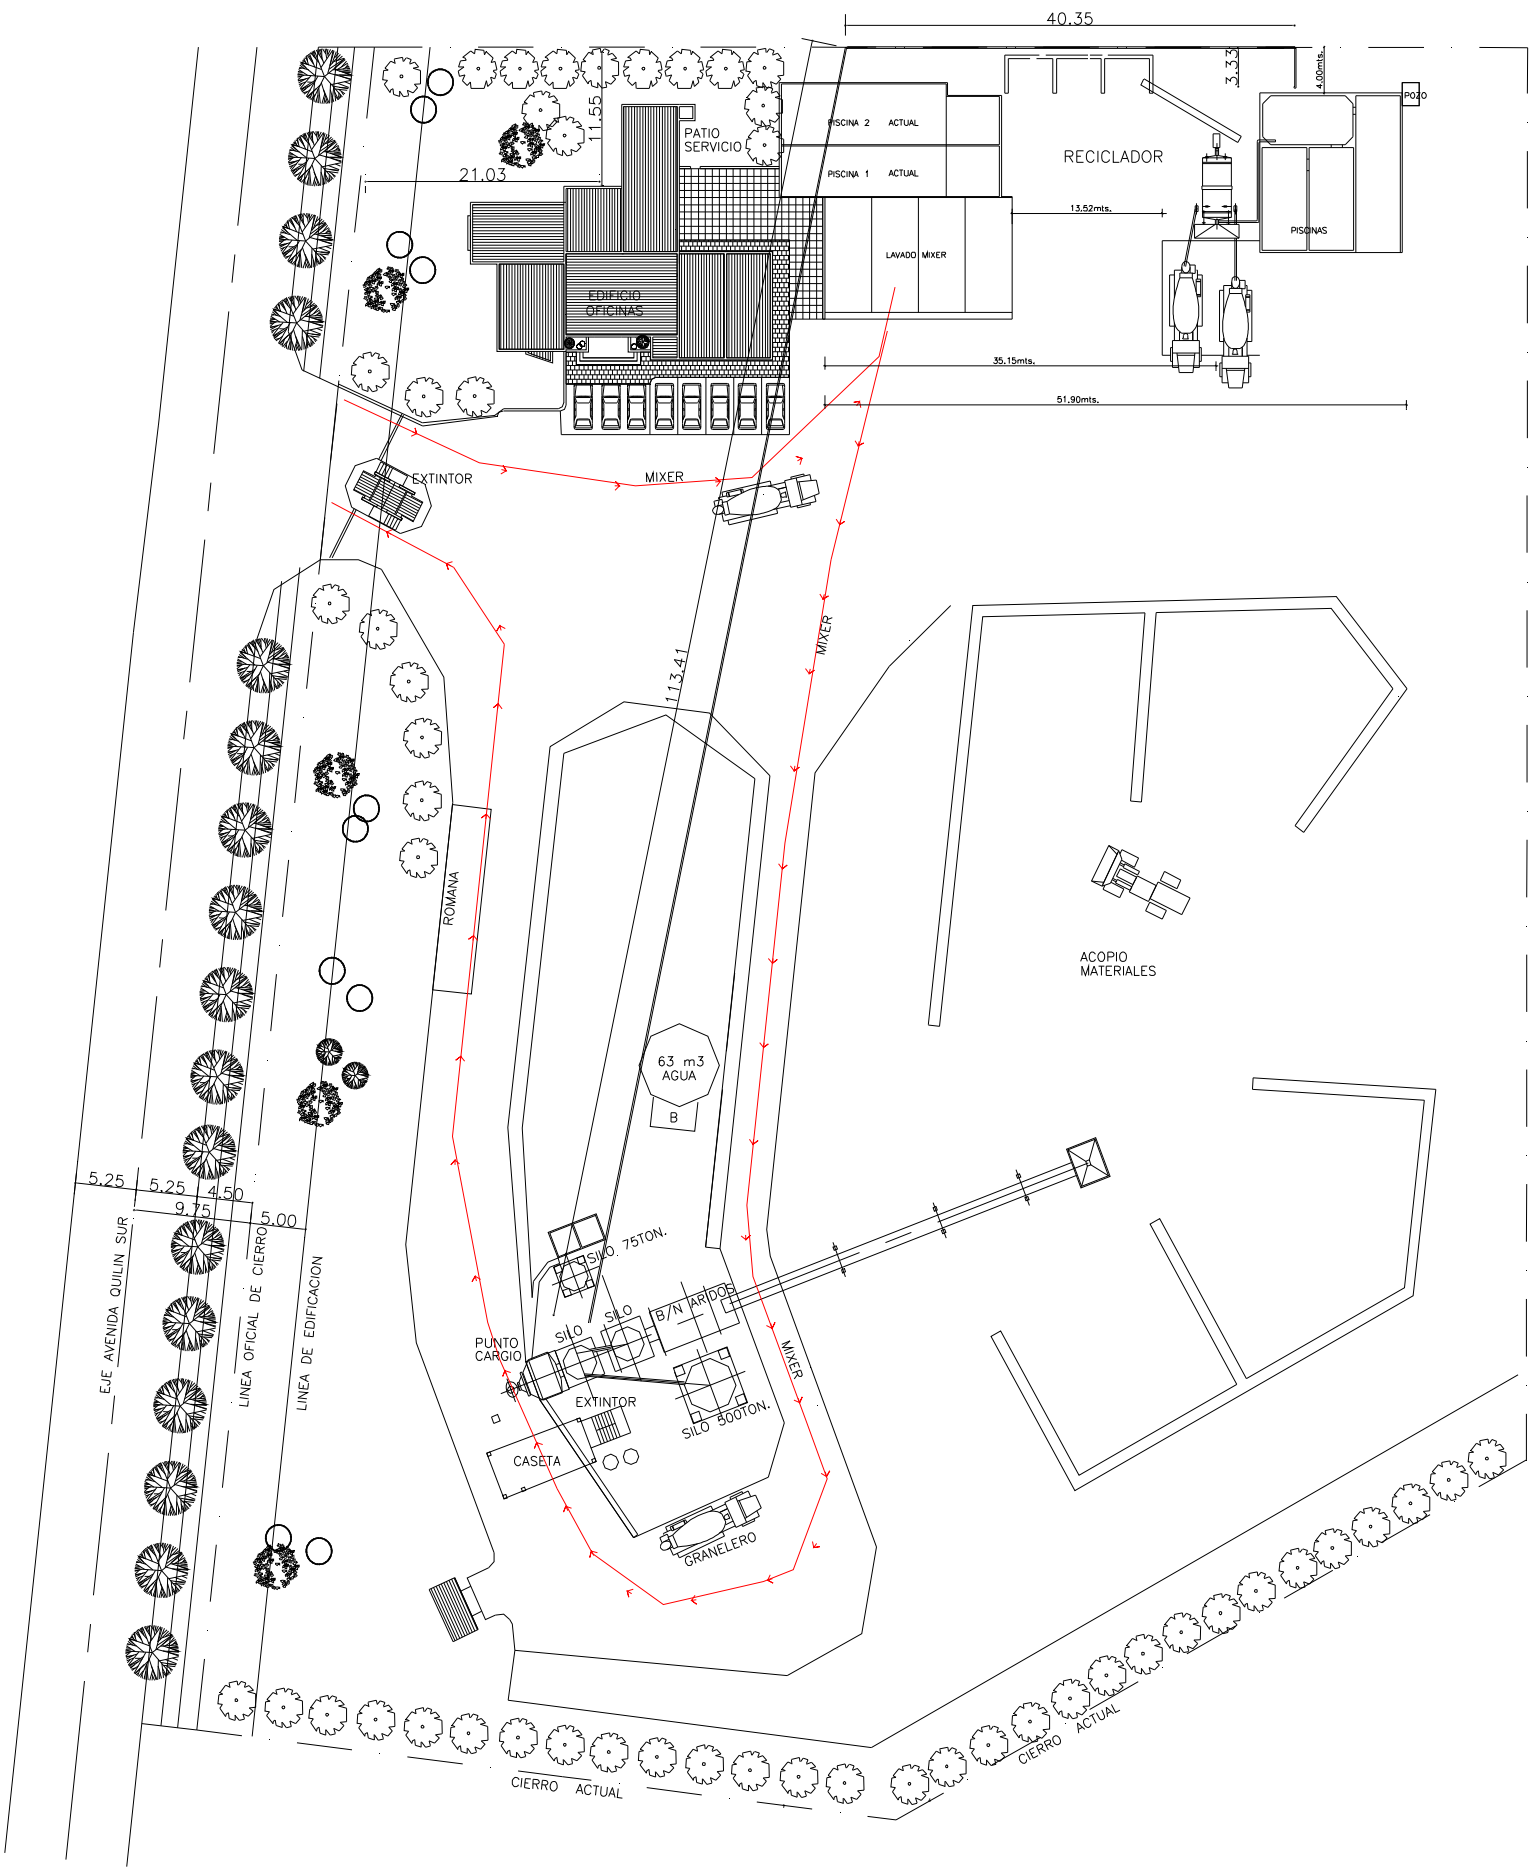 40.35
3.33
4.00mts.
POZO
11.55
PATIO
SERVICIO
PISCINA 2 ACTUAL
RECICLADOR
21.03
PISCINA 1 ACTUAL
13.52mts.
PISCINAS
LAVADO MIXER
EDIFICIO
OFICINAS
35.15mts.
51.90mts.
EXTINTOR
MIXER
MIXER
113.41
ROMANA
ACOPIO
MATERIALES
63 m3
AGUA
B
5.25
5.25
4.50
9.75
5.00
EJE AVENIDA QUILIN SUR
LINEA OFICIAL DE CIERRO
LINEA DE EDIFICACION
SILO 75TON.
B/N ARIDOS
SILO
SILO
PUNTO
CARGIO
MIXER
EXTINTOR
SILO 500TON.
CASETA
GRANELERO
CIERRO ACTUAL
CIERRO ACTUAL